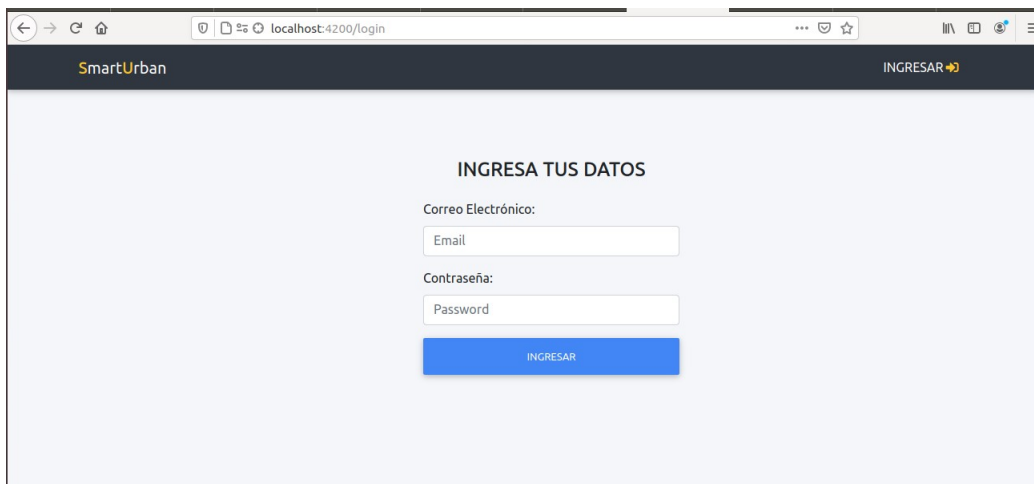 localhost:4200/login
SmartUrban
INGRESAR
INGRESA TUS DATOS
Correo Electrónico:
Email
Contraseña:
Password
INGRESAR